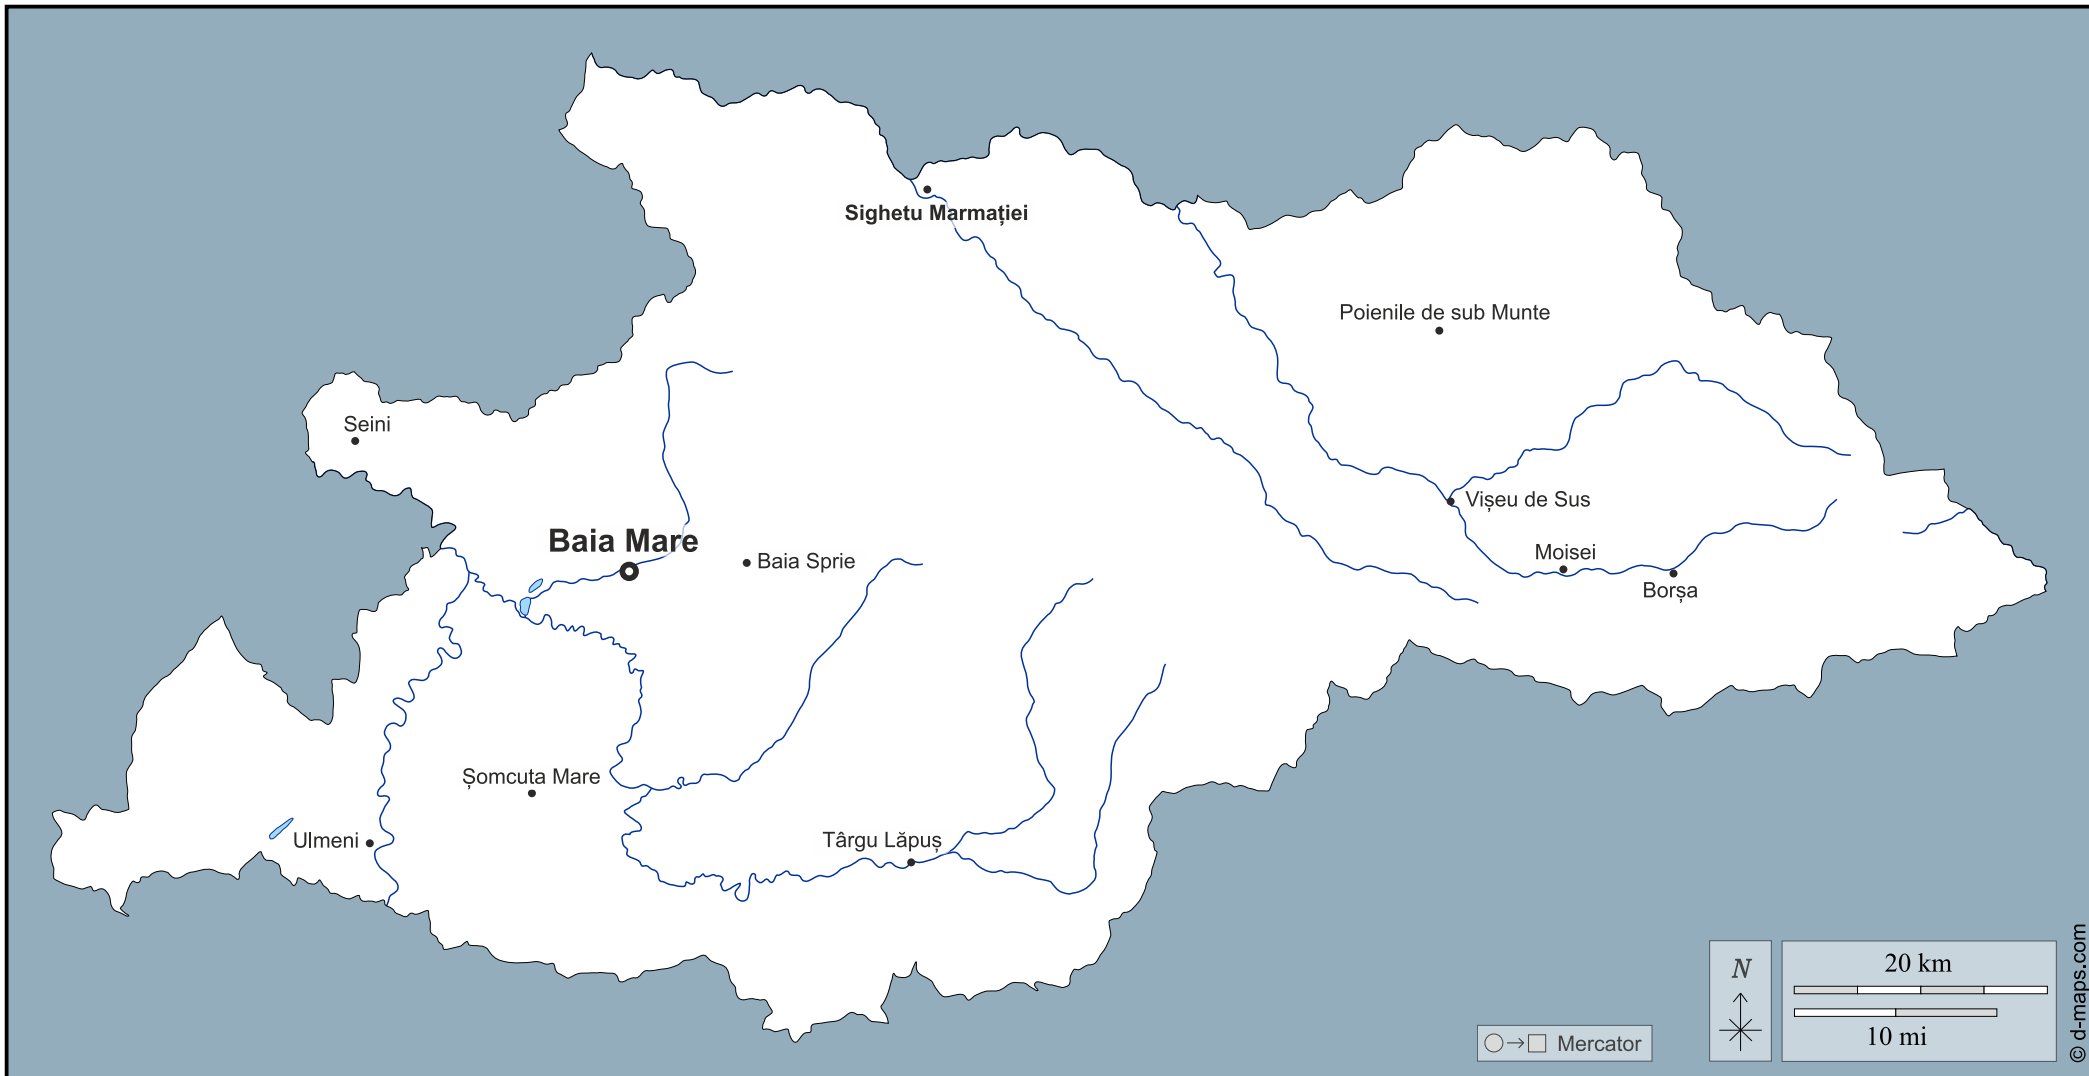 Sighetu Marmației
Poienile de sub Munte
Seini
Vișeu de Sus
Baia Mare
Baia Sprie
Moisei
Borșa
Șomcuta Mare
Ulmeni
Târgu Lăpuș
N
20 km
10 mi
Mercator
© d-maps.com